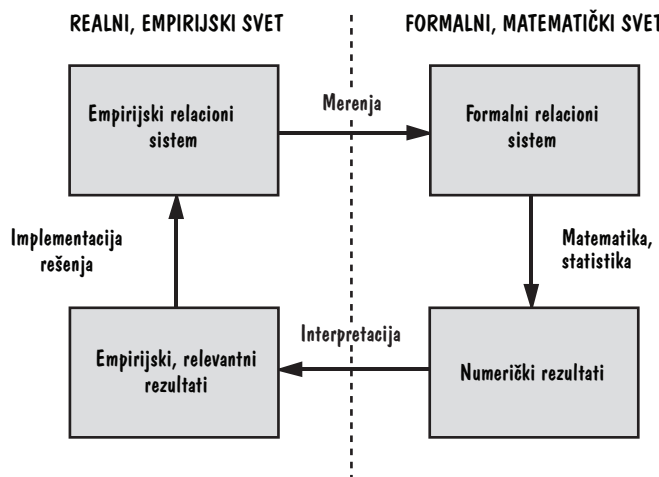 REALNI, EMPIRIJSKI SVET
FORMALNI, MATEMATIČKI SVET
Empirijski relacioni
sistem
Merenja
Formalni relacioni
sistem
Implementacija
rešenja
Matematika,
statistika
Empirijski, relevantni
rezultati
Interpretacija
Numerički rezultati